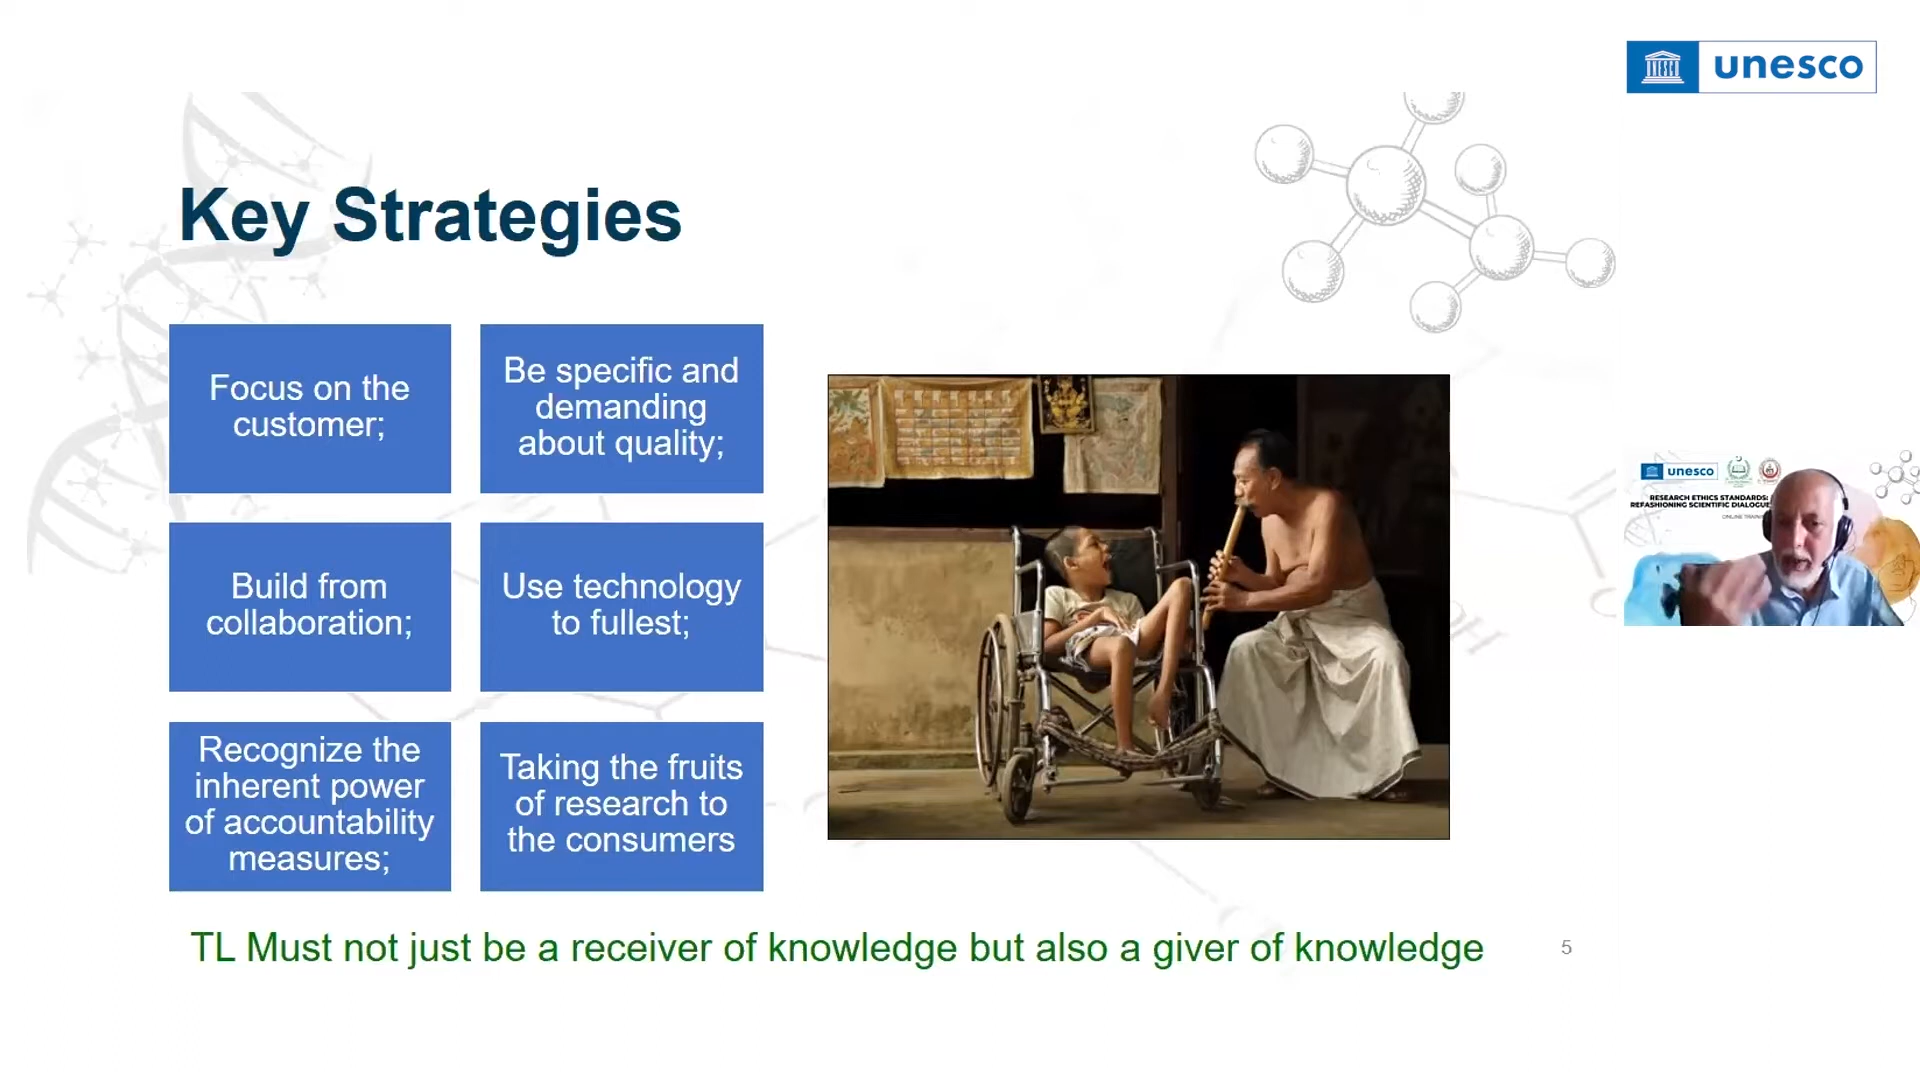 unesco
Key Strategies
Focus on the
customer;
Be specific and
demanding
about quality;
Build from
collaboration;
Use technology
to fullest;
Recognize the
inherent power
of accountability
measures;
Taking the fruits
of research to
the consumers
TL Must not just be a receiver of knowledge but also a giver of knowledge
5
unesco
RESEARCH ETHICS STANDARDS:
REFASHIONING SCIENTIFIC DIALOGUE
ONLINE
OH